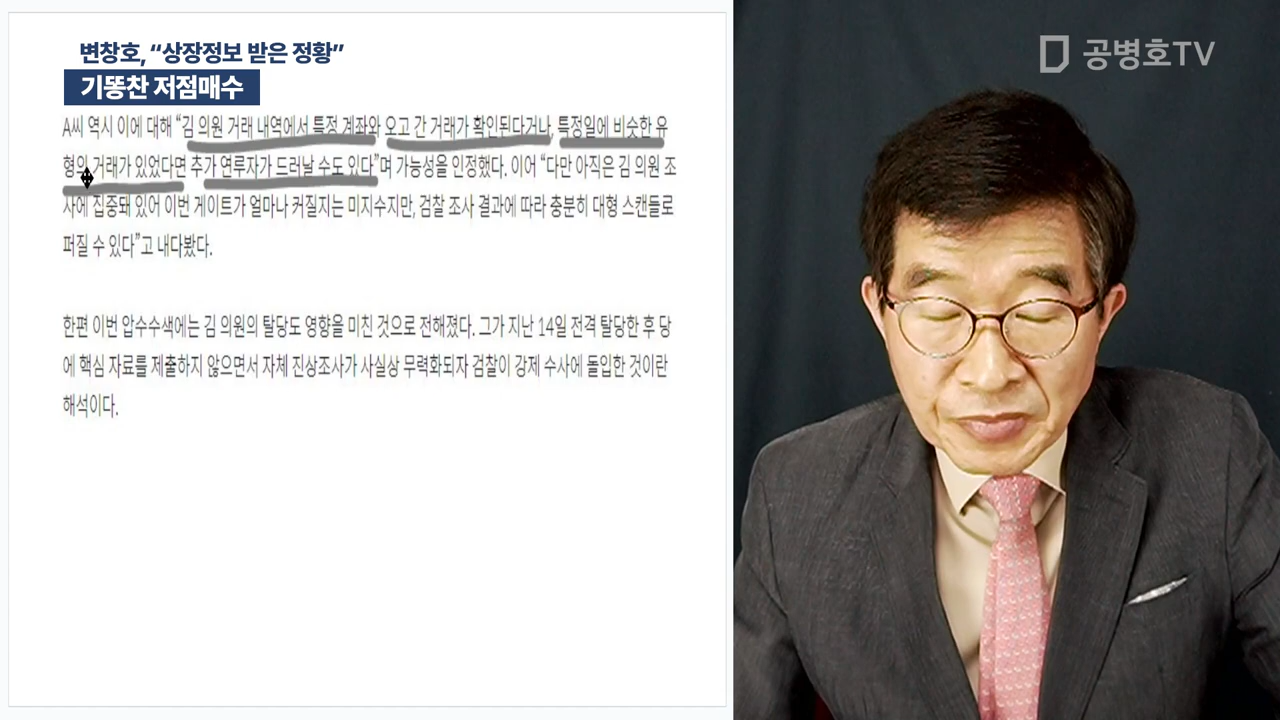 변창호, “상장정보 받은 정황”
기똥찬 저점매수
공병호TV
A씨 역시 이에 대해 “김 의원 거래 내역에서 특정 계좌와 오고 간 거래가 확인된다거나, 특정일에 비슷한 유
형의 거래가 있었다면 추가 연루자가 드러날 수도 있다”며 가능성을 인정했다. 이어 “다만 아직은 김 의원 조
사에 집중돼 있어 이번 게이트가 얼마나 커질지는 미지수지만, 검찰 조사 결과에 따라 충분히 대형 스캔들로
퍼질 수 있다”고 내다봤다.
한편 이번 압수수색에는 김 의원의 탈당도 영향을 미친 것으로 전해졌다. 그가 지난 14일 전격 탈당한 후 당
에 핵심 자료를 제출하지 않으면서 자체 진상조사가 사실상 무력화되자 검찰이 강제 수사에 돌입한 것이란
해석이다.